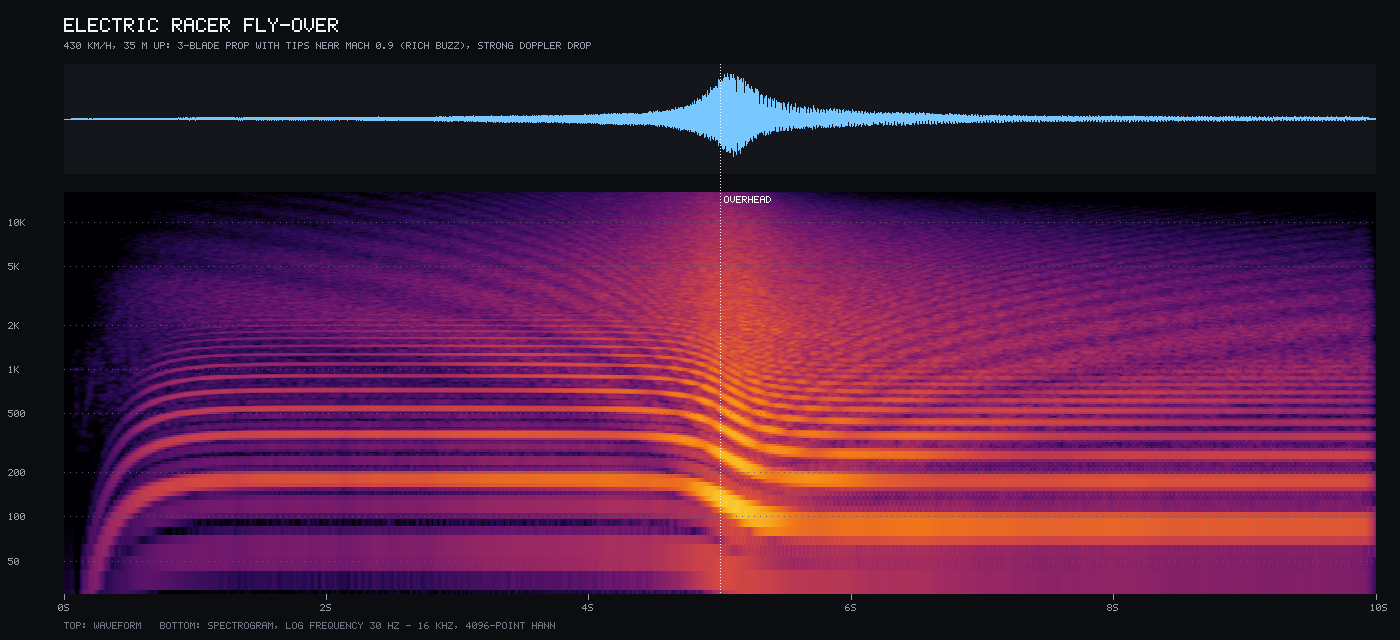 ELECTRIC RACER FLY-OVER
430 KM/H, 35 M UP: 3-BLADE PROP WITH TIPS NEAR MACH 0.9 (RICH BUZZ), STRONG DOPPLER DROP
OVERHEAD
10K
5K
2K
1K
500
200
100
50
0S 2S 4S 6S 8S 10S
TOP: WAVEFORM BOTTOM: SPECTROGRAM, LOG FREQUENCY 30 HZ - 16 KHZ, 4096-POINT HANN